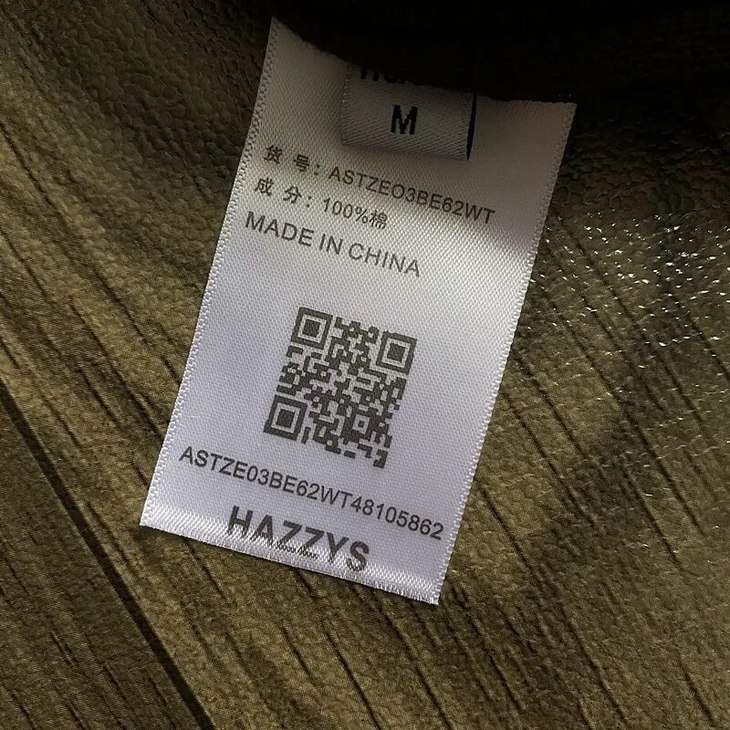 M
货 号: ASTZEO3BE62WT
成 分: 100%棉
MADE IN CHINA
ASTZE03BE62WT48105862
HAZZYS